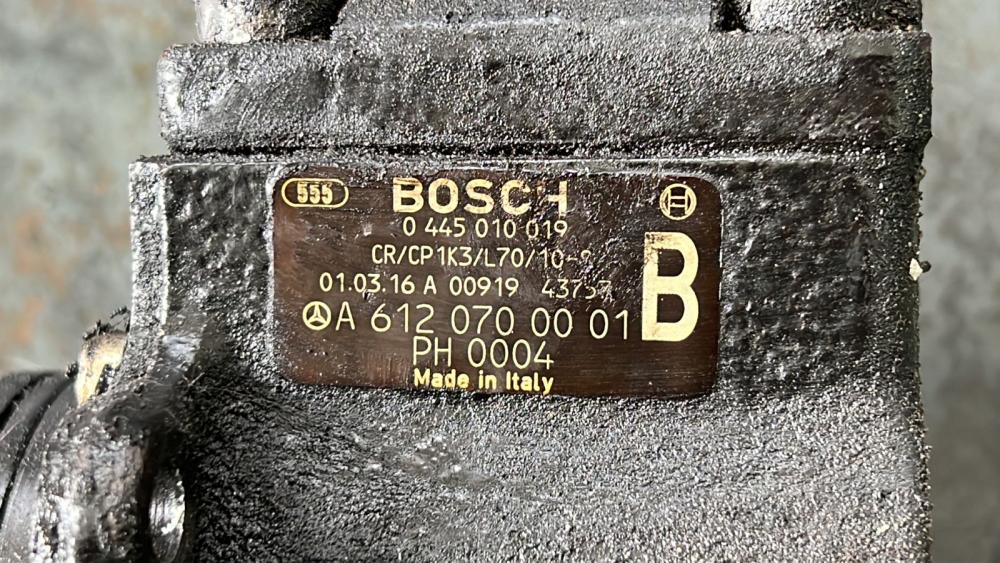 555 BOSCH
0 445 010 019
CR/CP1K3/L70/10-
01.03.16 A 00919
A 612 070 00 01 B
PH 0004
Made in Italy